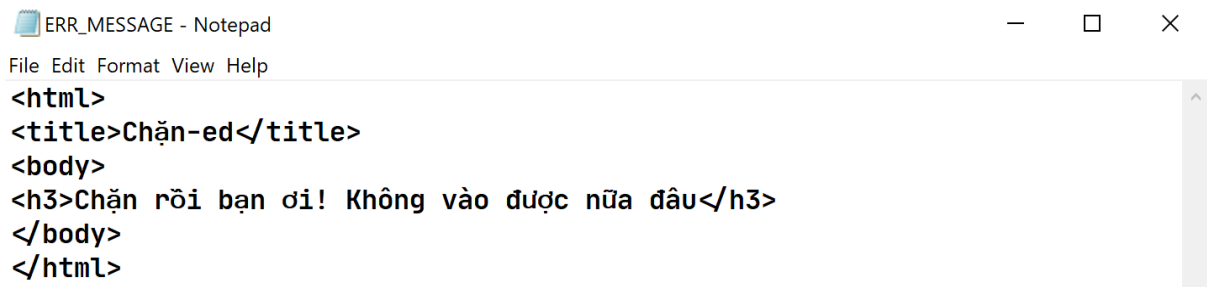 ERR_MESSAGE - Notepad
File Edit Format View Help
<html>
<title>Chặn-ed</title>
<body>
<h3>Chặn rồi bạn ơi! Không vào được nữa đâu</h3>
</body>
</html>